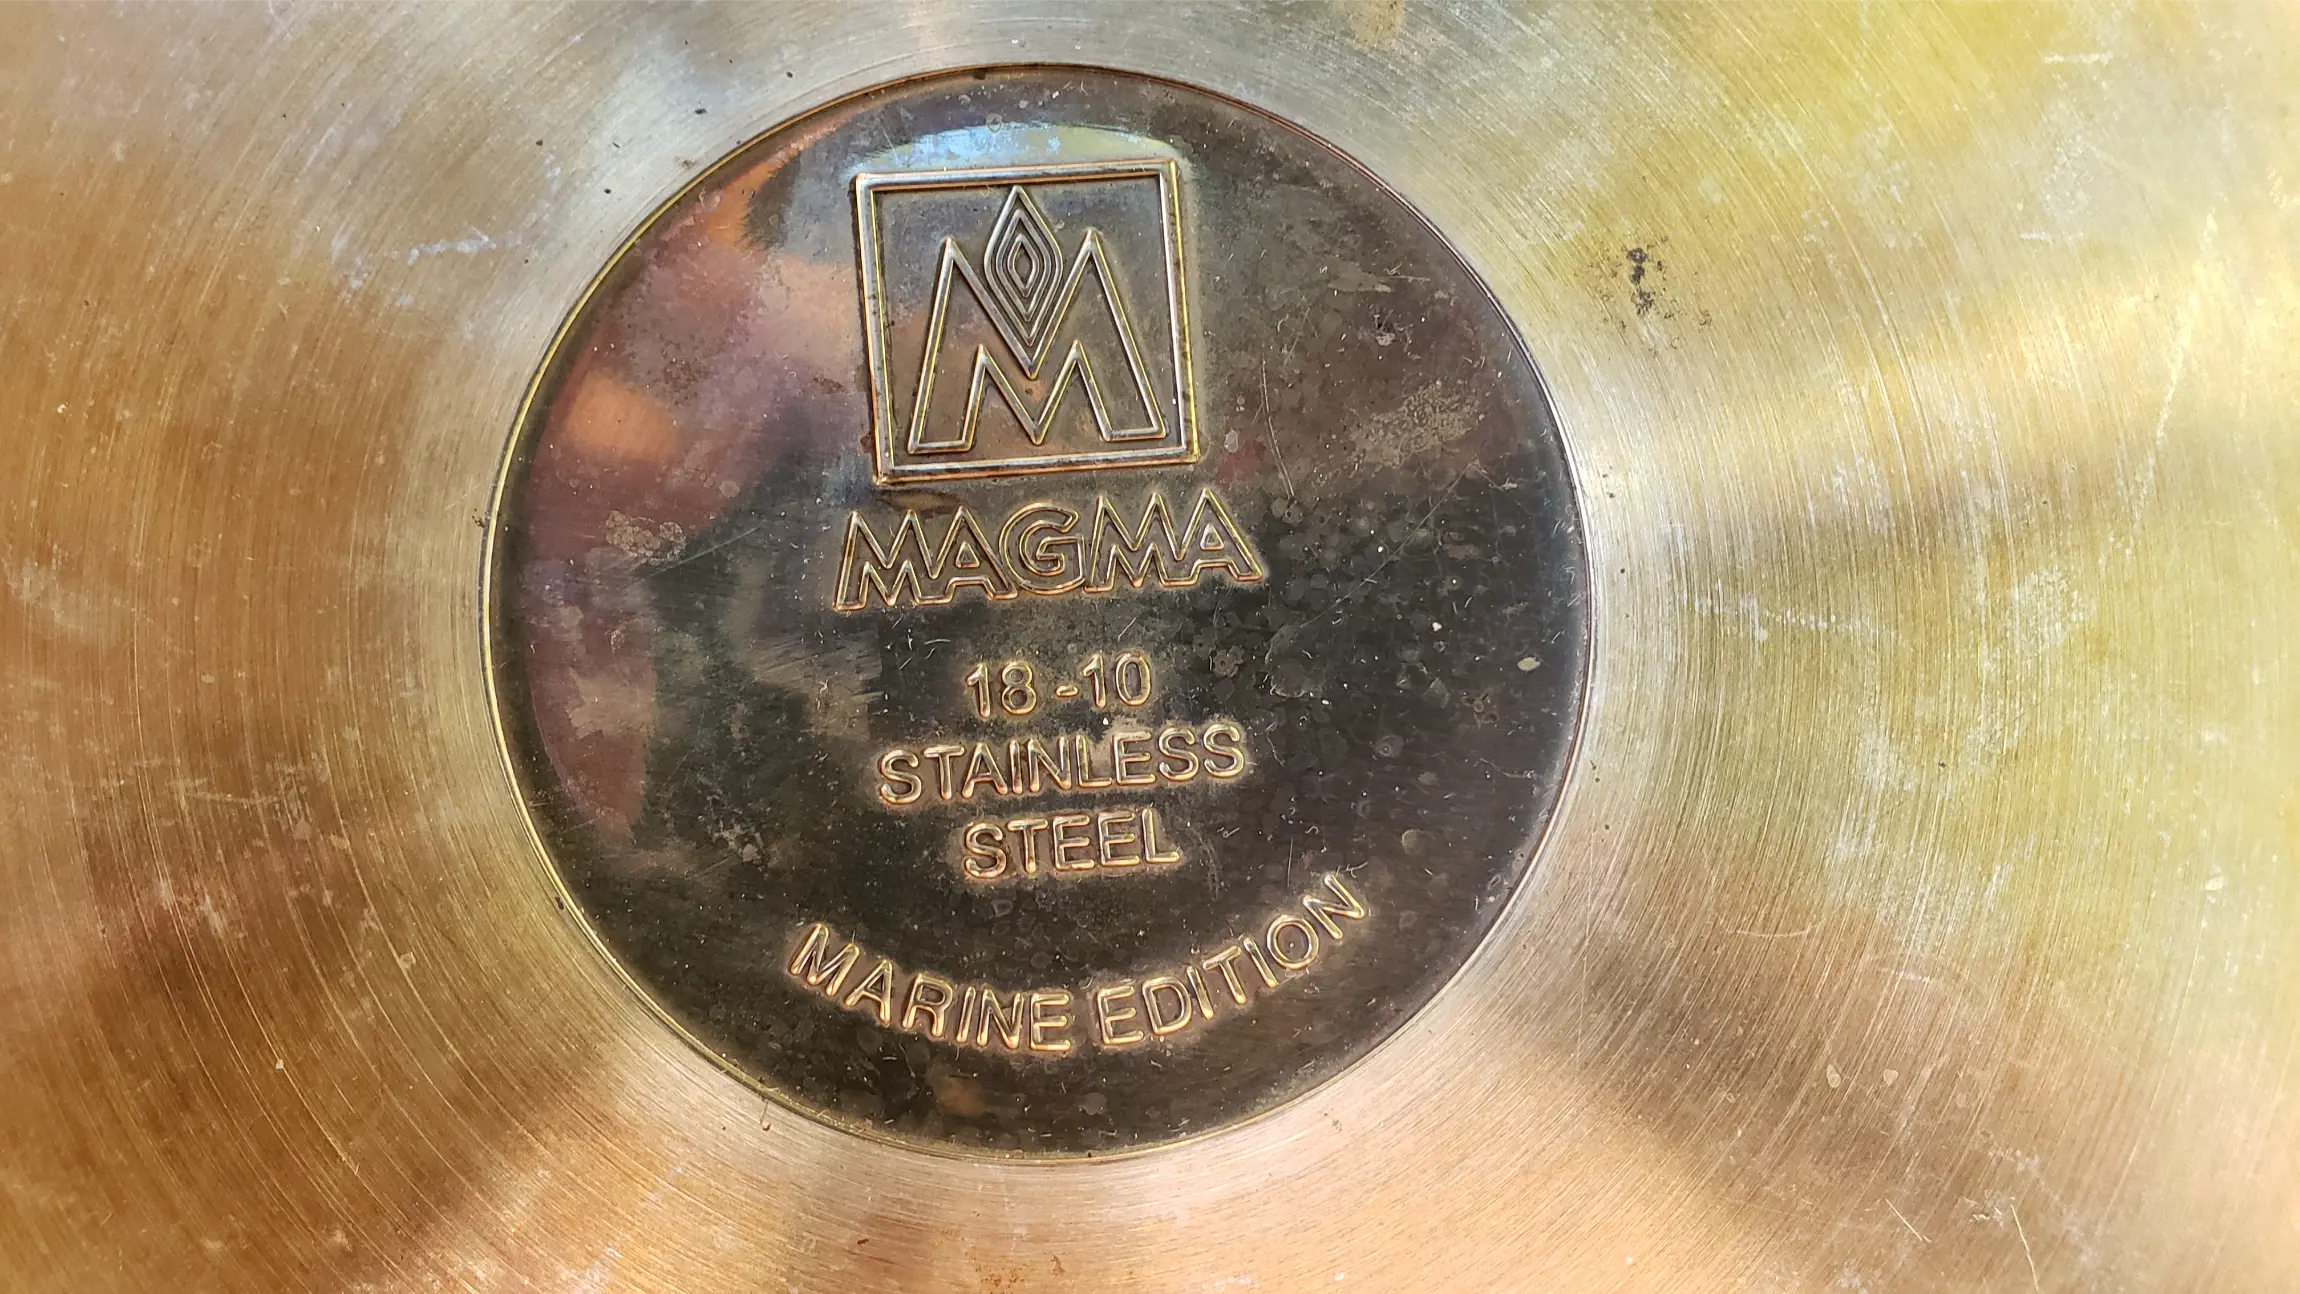 MAGMA
18-10
STAINLESS
STEEL
MARINE EDITION